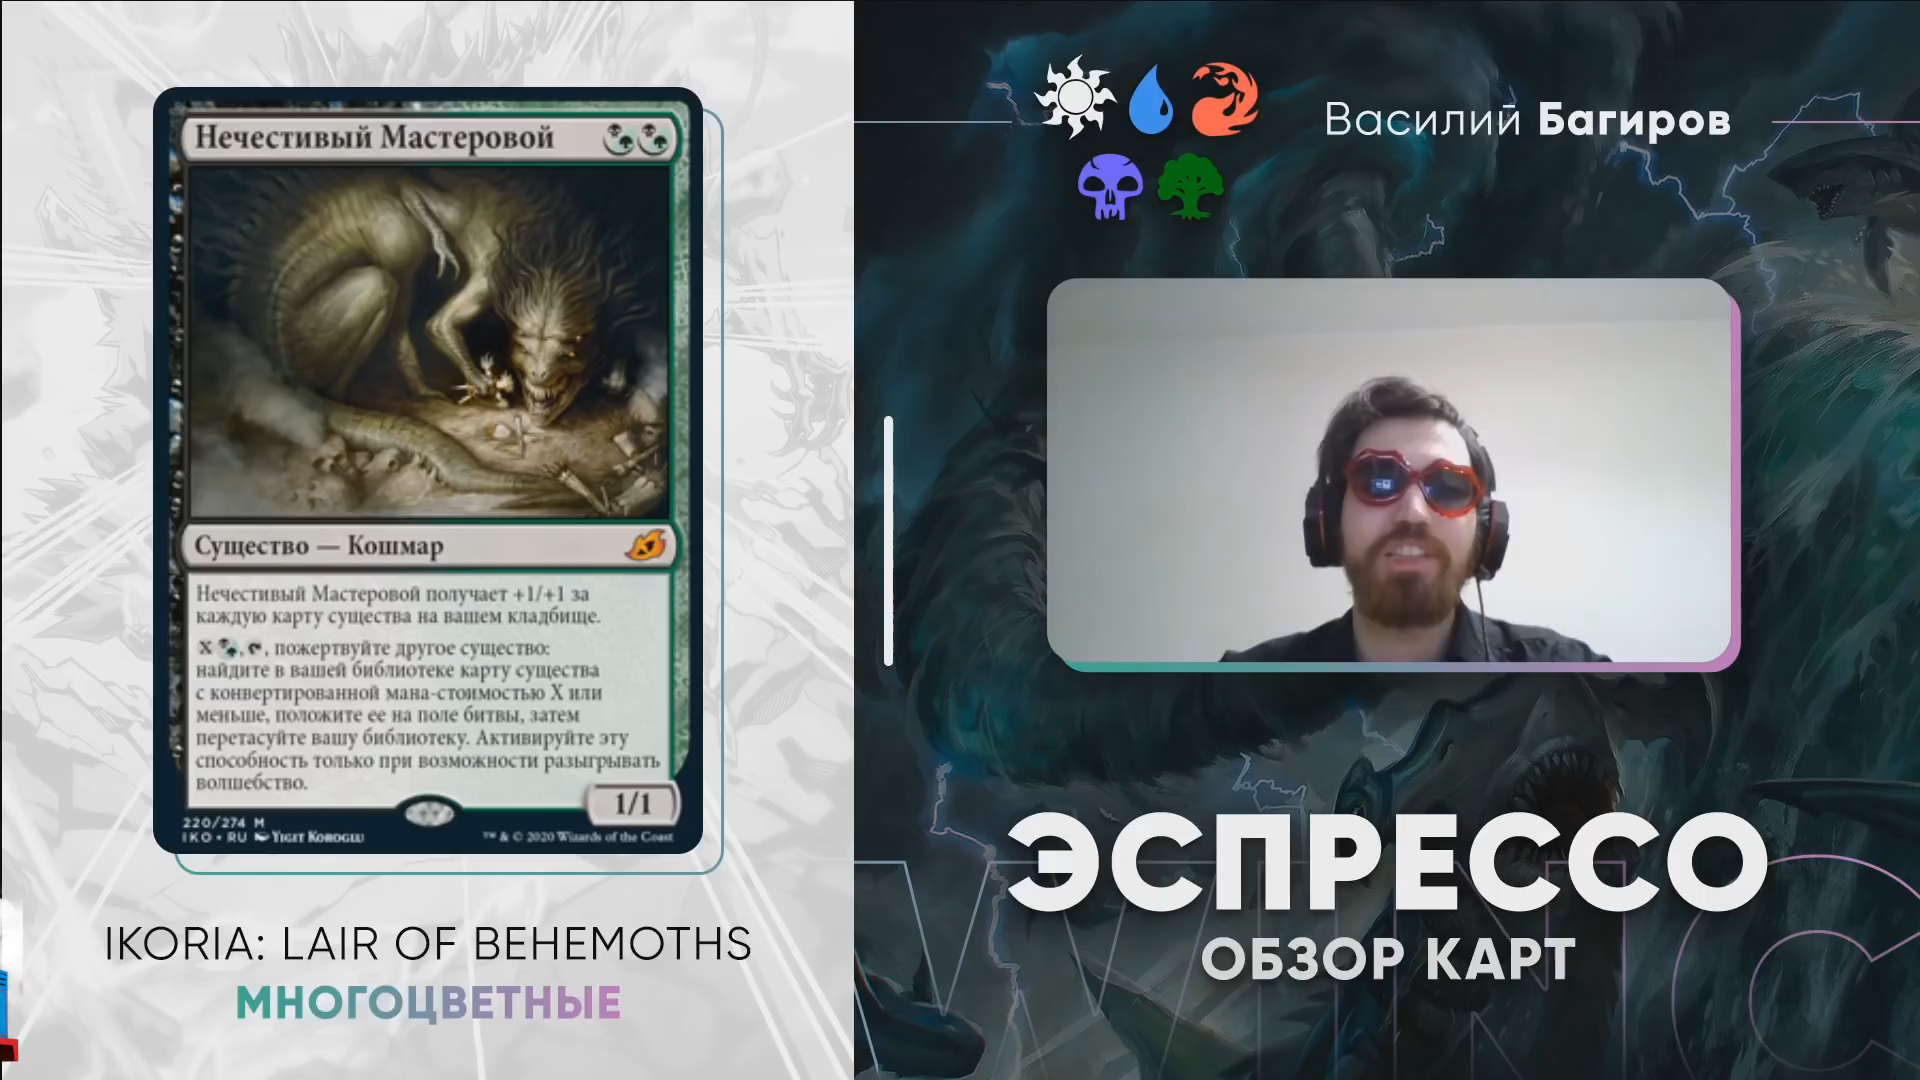 Нечестивый Мастеровой
Существо — Кошмар
Нечестивый Мастеровой получает +1/+1 за
каждую карту существа на вашем кладбище.
X , , пожертвуйте другое существо:
найдите в вашей библиотеке карту существа
с конвертированной мана-стоимостью X или
меньше, положите ее на поле битвы, затем
перетасуйте вашу библиотеку. Активируйте эту
способность только при возможности разыгрывать
волшебство.
1/1
220/274 M
IKO • RU Yigit Koroglu
™ & © 2020 Wizards of the Coast
IKORIA: LAIR OF BEHEMOTHS
МНОГОЦВЕТНЫЕ
Василий Багиров
ЭСПРЕССО
ОБЗОР КАРТ